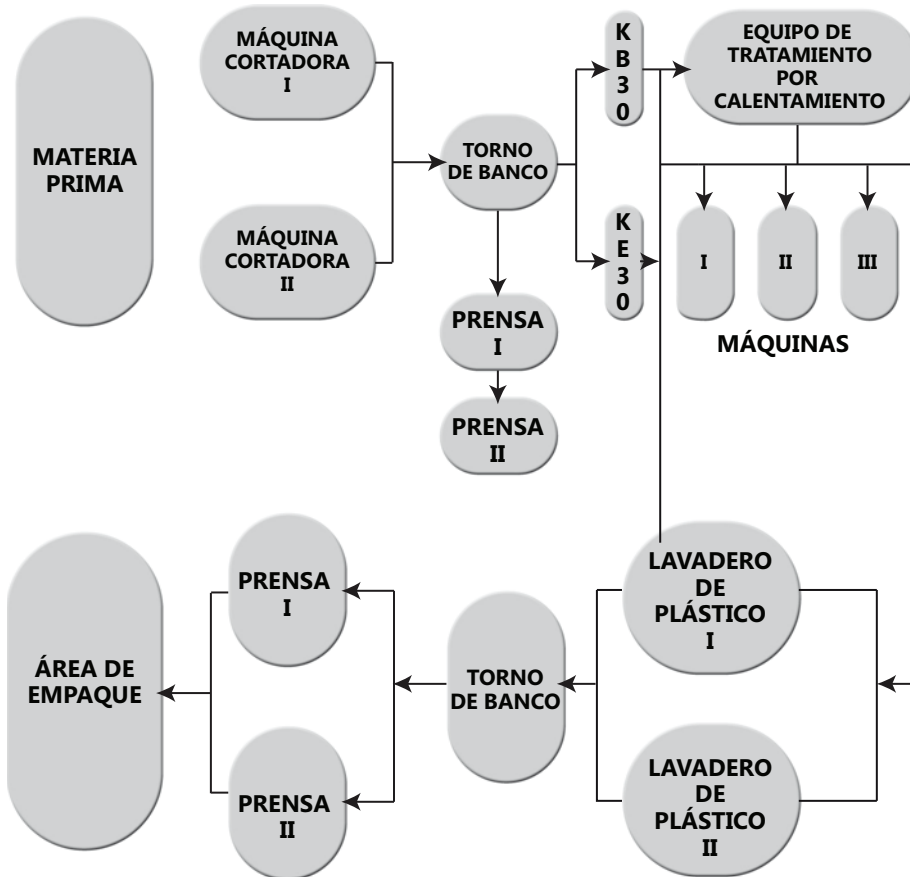 MATERIA
PRIMA
MÁQUINA
CORTADORA
I
MÁQUINA
CORTADORA
II
TORNO
DE BANCO
PRENSA
I
PRENSA
II
K
B
3
0
K
E
3
0
EQUIPO DE
TRATAMIENTO
POR
CALENTAMIENTO
I
II
III
MÁQUINAS
ÁREA DE
EMPAQUE
PRENSA
I
PRENSA
II
TORNO
DE BANCO
LAVADERO
DE
PLÁSTICO
I
LAVADERO
DE
PLÁSTICO
II